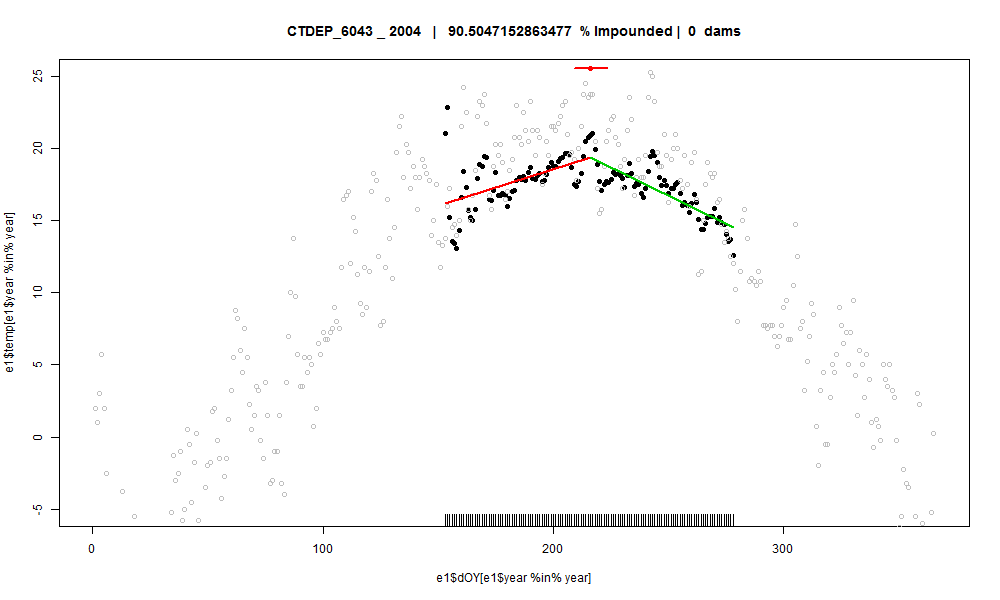 CTDEP_6043 _ 2004 | 90.5047152863477 % Impounded | 0 dams
e1$temp[e1$year %in% year]
25
20
15
10
5
0
-5
0 100 200 300
e1$dOY[e1$year %in% year]